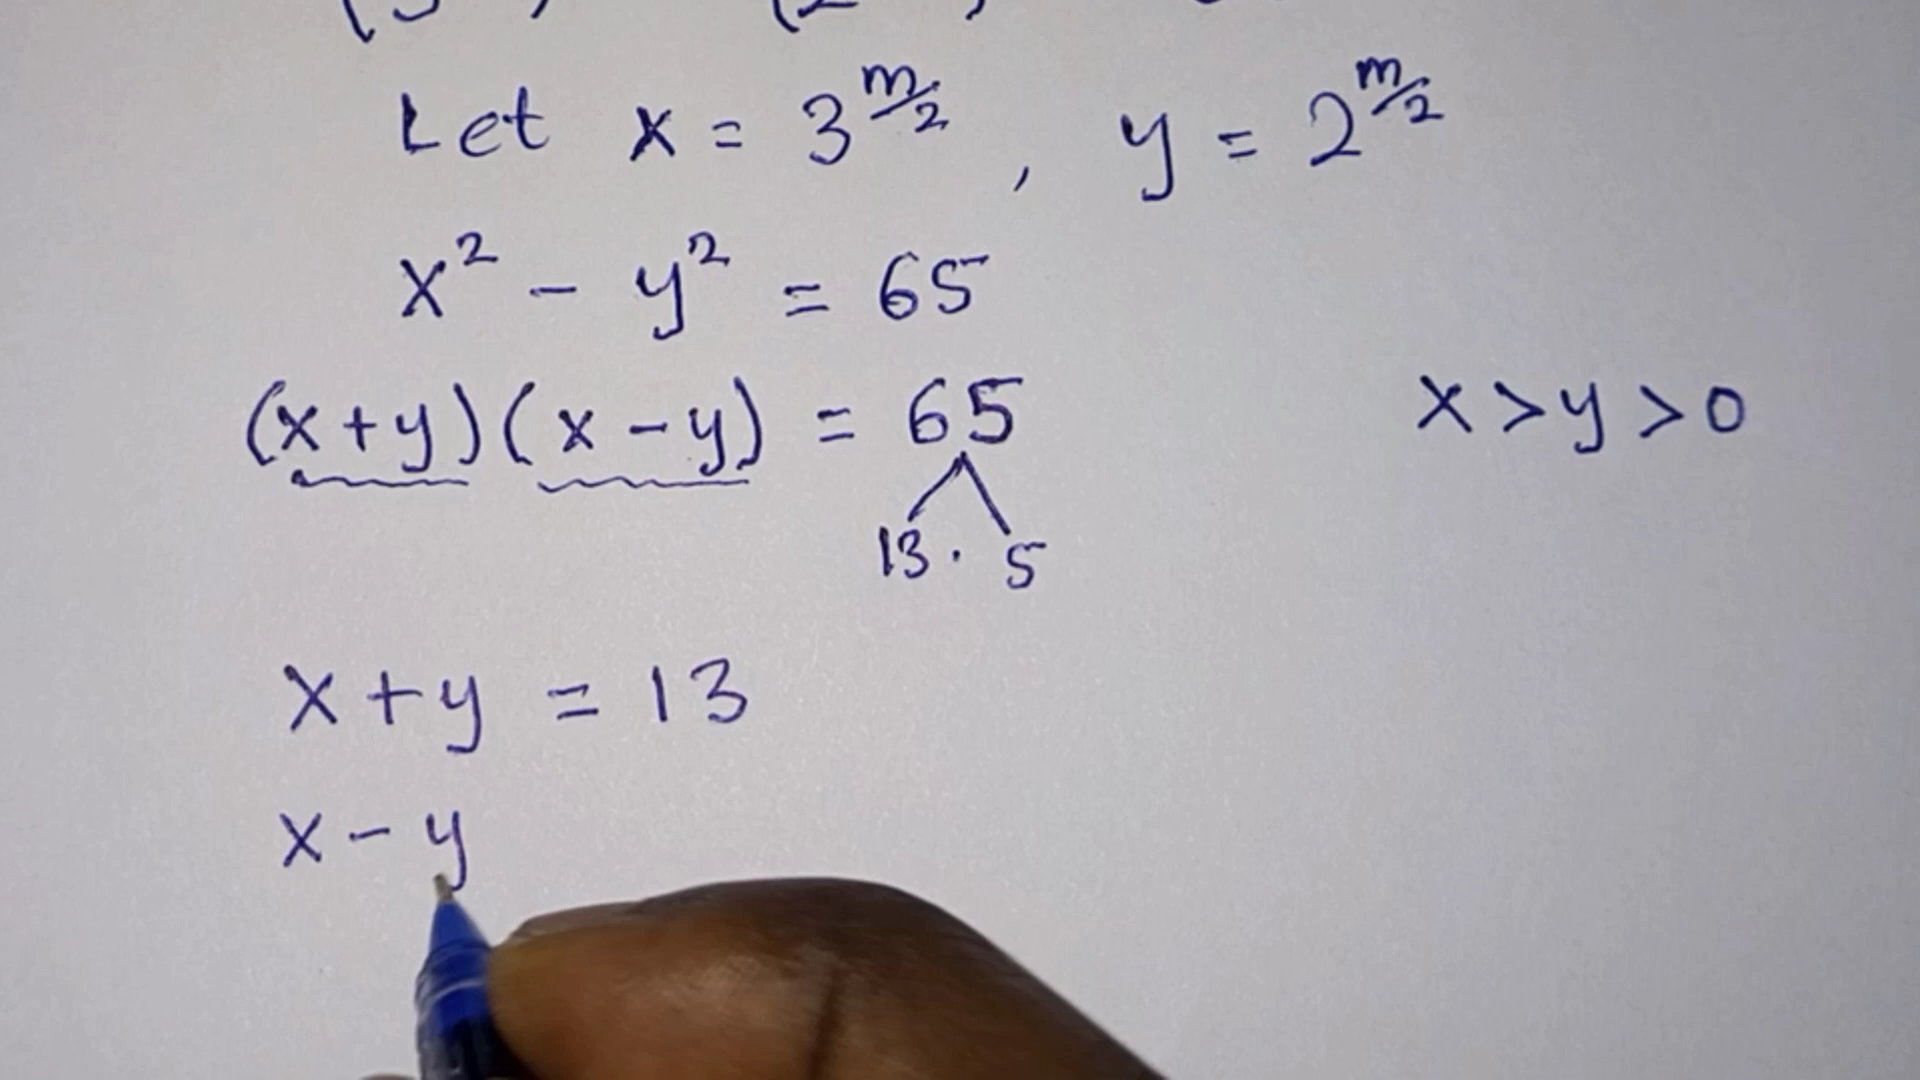 Let x = 3^{m/2} , y = 2^{m/2}
x² - y² = 65
(x+y)(x-y) = 65 x>y>0
13 . 5
x+y = 13
x-y